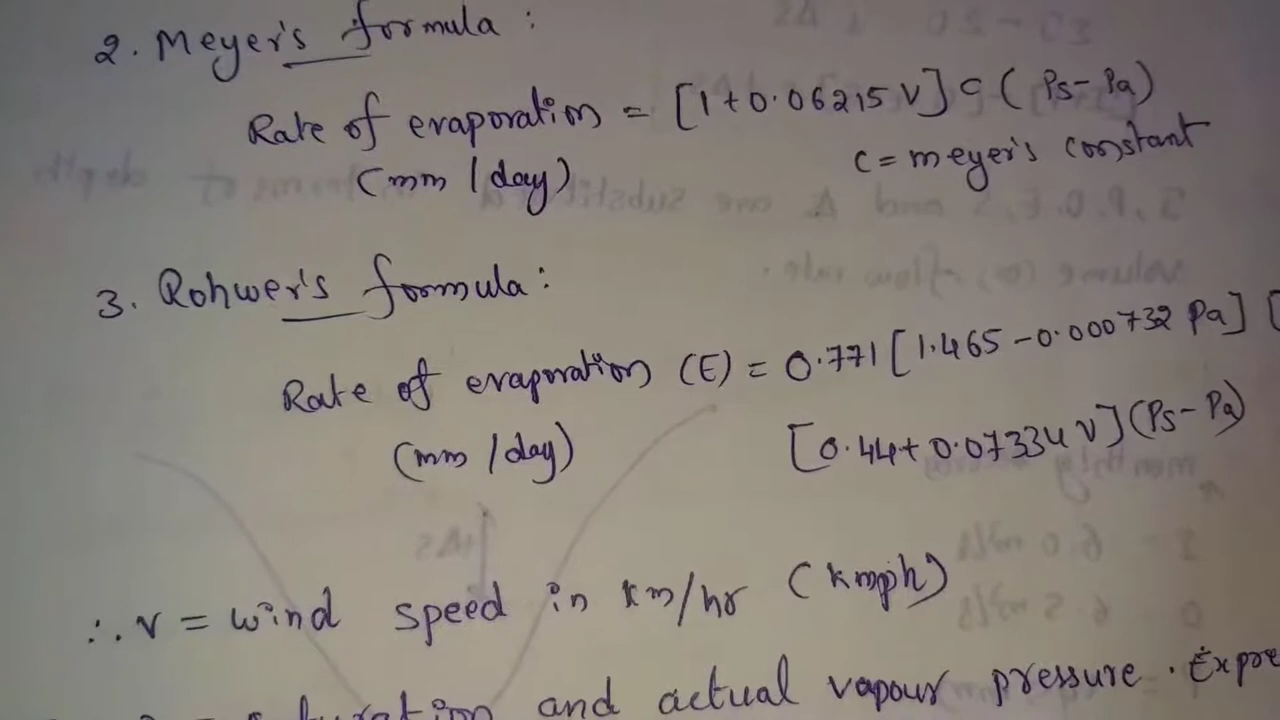 2. Meyer's formula :
Rate of evaporation = [1+0.06215 V] C (Ps-Pa)
(mm / day)
C = meyer's constant
3. Rohwer's formula :
Rate of evaporation (E) = 0.771 [1.465 - 0.000732 Pa] [
(mm / day)
[0.44+ 0.07334 V] (Ps-Pa)
∴ V = wind speed in km/hr (kmph)
and actual vapour pressure . Expre